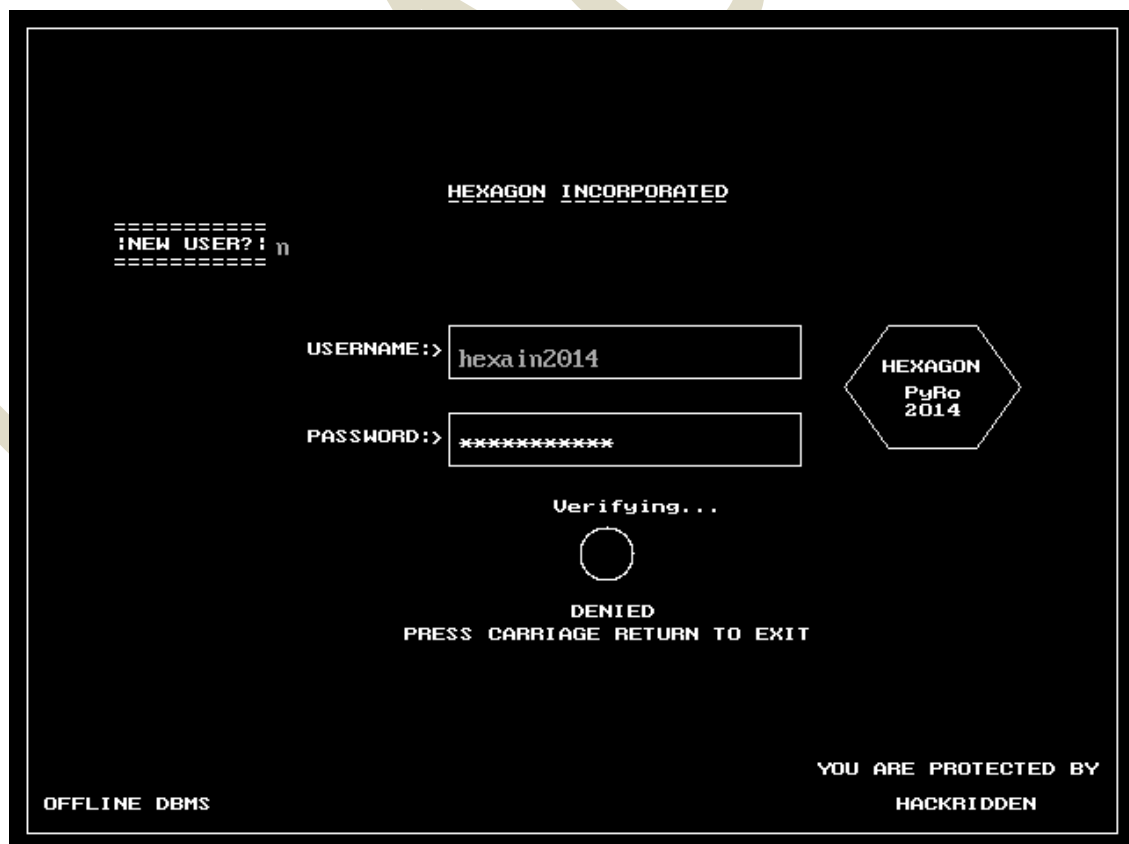 HEXAGON INCORPORATED
===========
¦NEW USER?¦ n
===========
USERNAME:> hexain2014
HEXAGON
PyRo
2014
PASSWORD:> ***********
Verifying...
DENIED
PRESS CARRIAGE RETURN TO EXIT
YOU ARE PROTECTED BY
OFFLINE DBMS
HACKRIDDEN